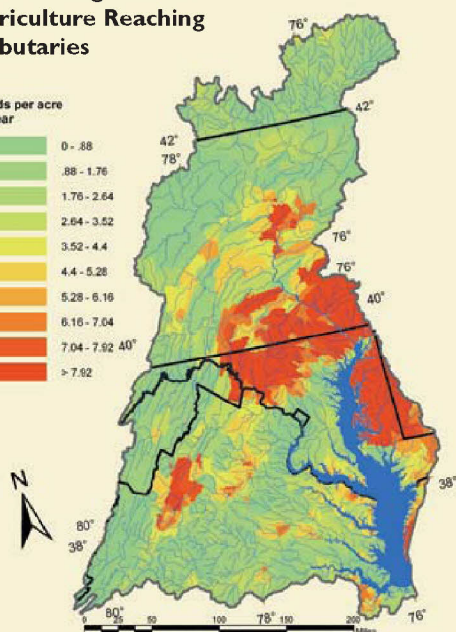 riculture Reaching
butaries
ds per acre
ear
0 - .88
.88 - 1.76
1.76 - 2.64
2.64 - 3.52
3.52 - 4.4
4.4 - 5.28
5.28 - 6.16
6.16 - 7.04
7.04 - 7.92
> 7.92
76°
42°
42°
78°
76°
76°
40°
40°
38°
N
80°
38°
80°
78°
76°
0 25 50 100 150 200